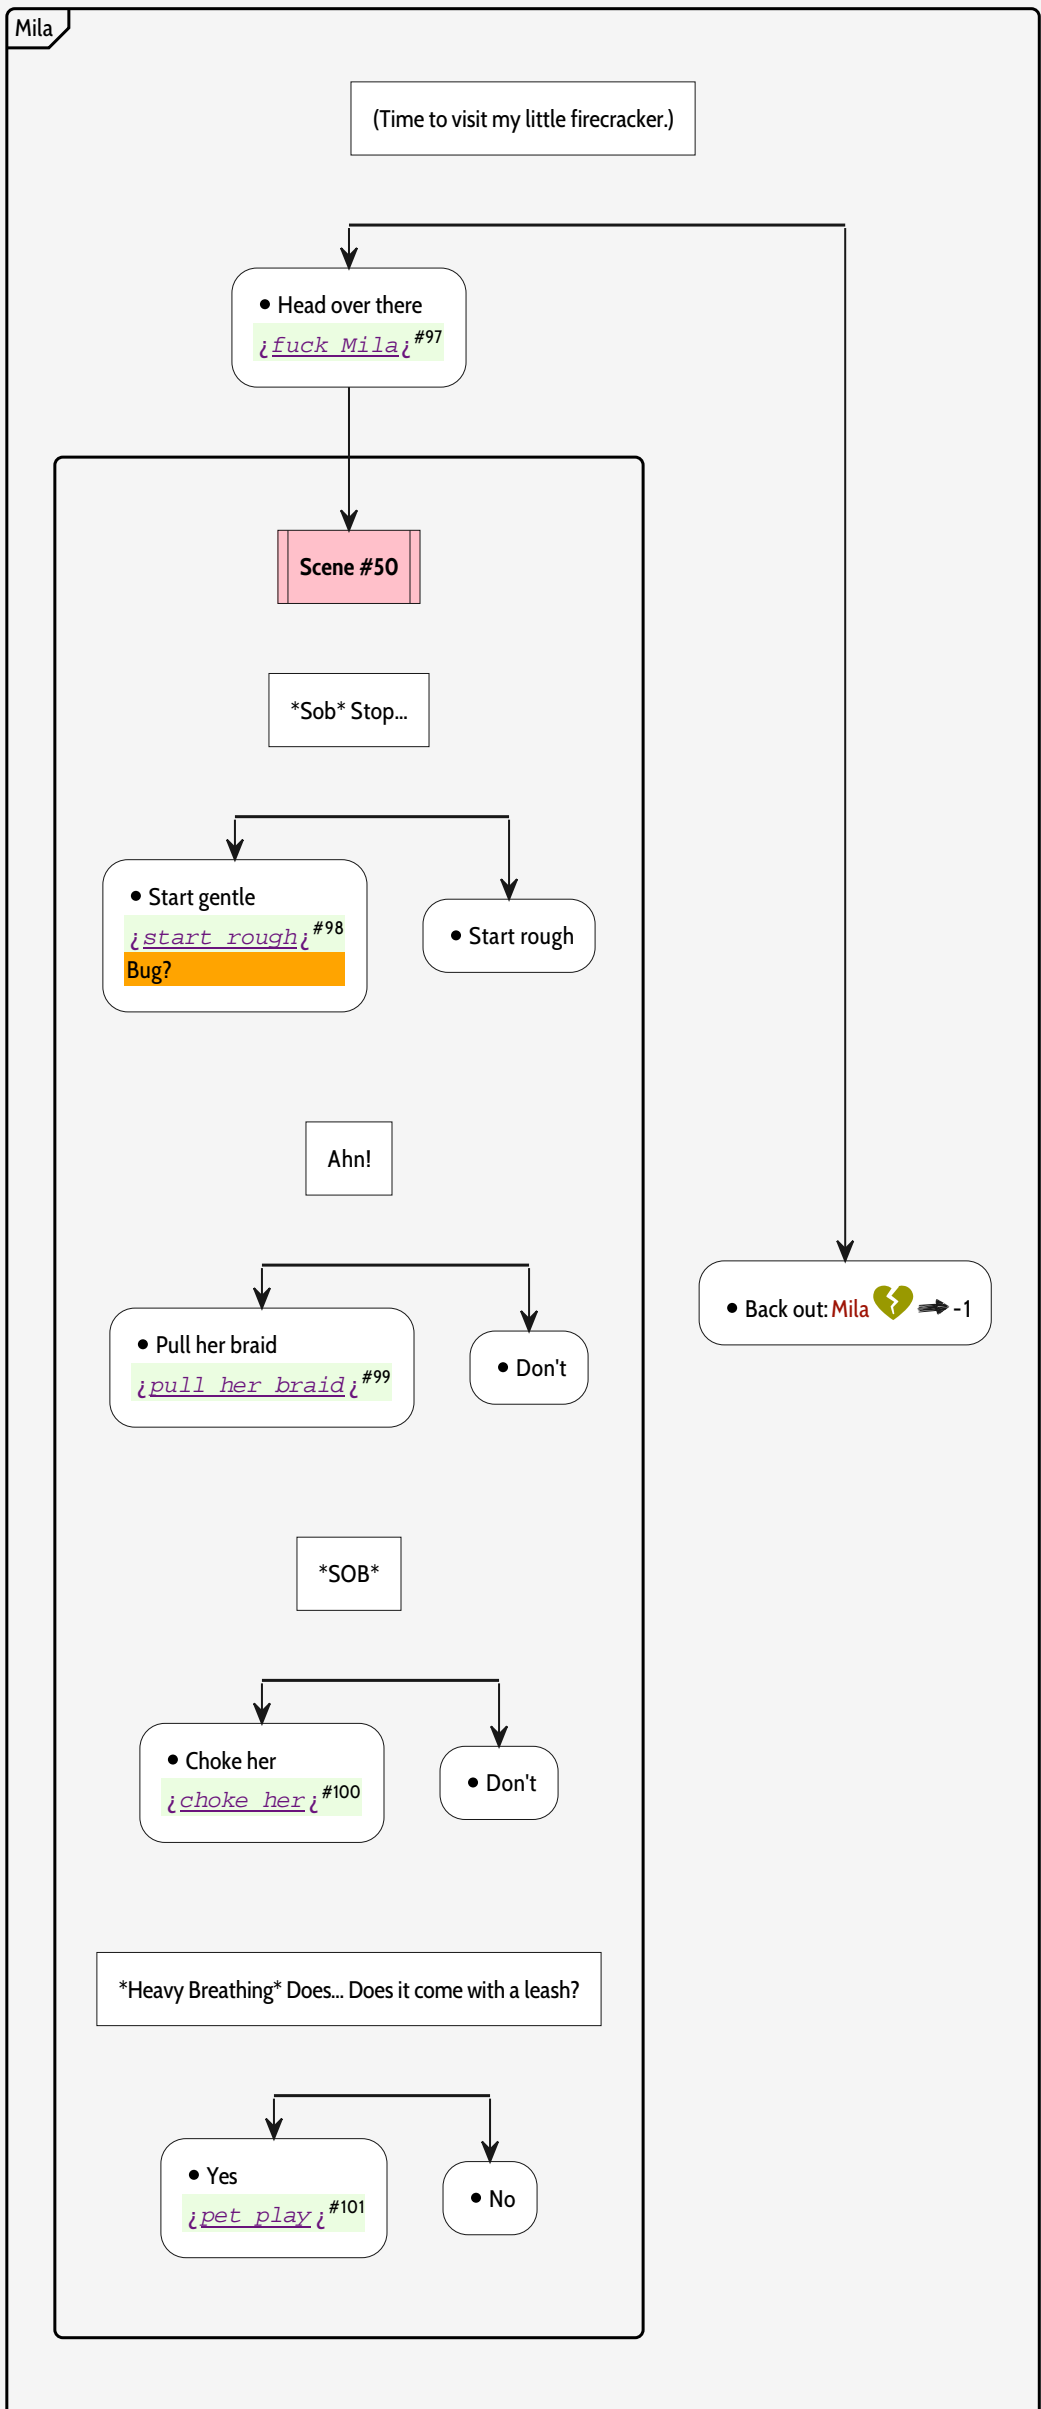 Mila
(Time to visit my little firecracker.)
• Head over there
¿fuck Mila¿#97
Scene #50
*Sob* Stop...
• Start gentle
¿start rough¿#98
Bug?
• Start rough
Ahn!
• Pull her braid
¿pull her braid¿#99
• Don't
• Back out: Mila -1
*SOB*
• Choke her
¿choke her¿#100
• Don't
*Heavy Breathing* Does... Does it come with a leash?
• Yes
¿pet play¿#101
• No